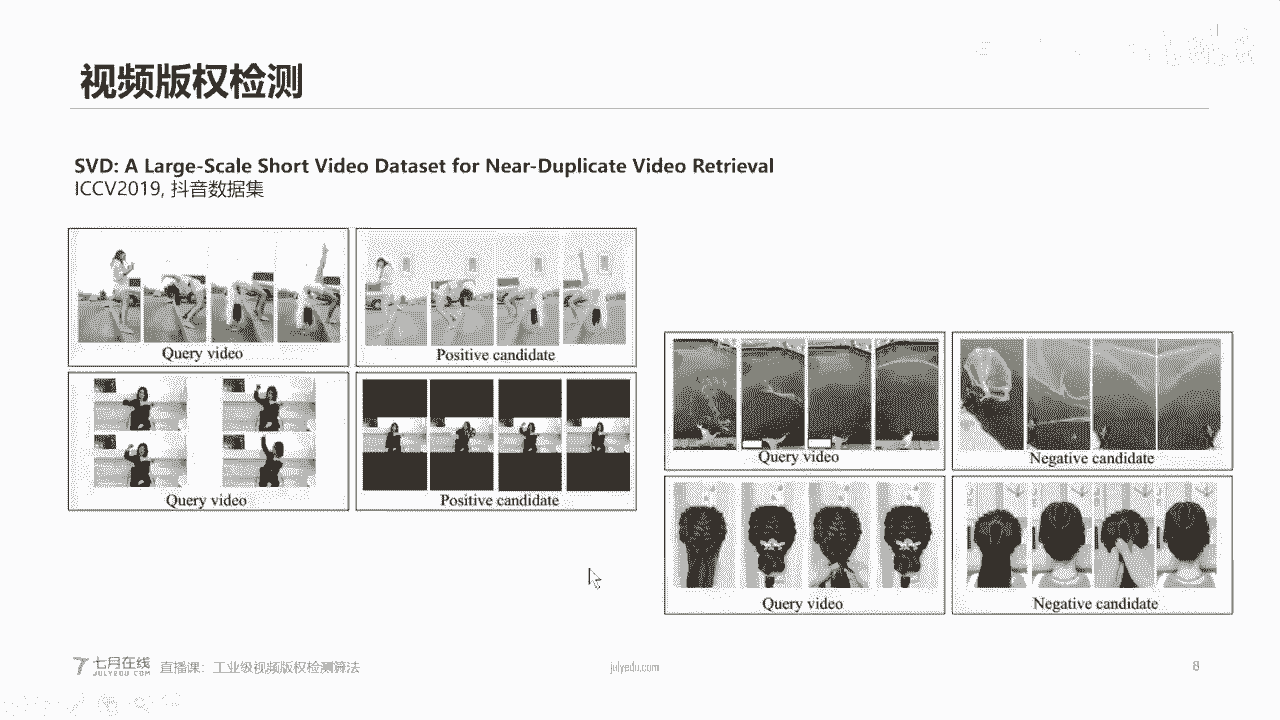 视频版权检测
SVD: A Large-Scale Short Video Dataset for Near-Duplicate Video Retrieval
ICCV2019, 抖音数据集
Query video
Positive candidate
Query video
Positive candidate
Query video
Negative candidate
Query video
Negative candidate
七月在线
JULYEDU.COM
直播课：工业级视频版权检测算法
julyedu.com
8